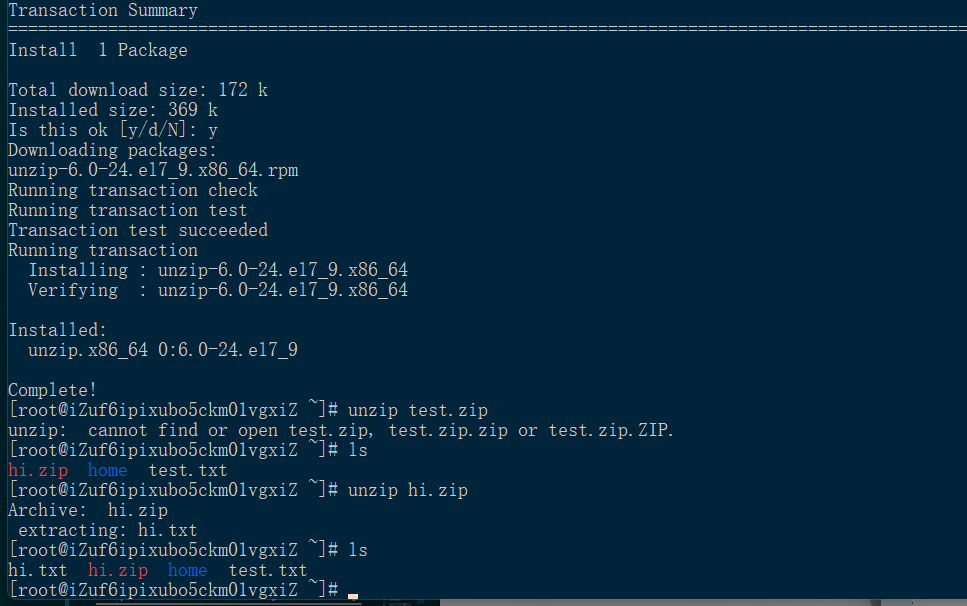 Transaction Summary
================================================================================================
Install  1 Package
Total download size: 172 k
Installed size: 369 k
Is this ok [y/d/N]: y
Downloading packages:
unzip-6.0-24.el7_9.x86_64.rpm
Running transaction check
Running transaction test
Transaction test succeeded
Running transaction
  Installing : unzip-6.0-24.el7_9.x86_64
  Verifying  : unzip-6.0-24.el7_9.x86_64
Installed:
  unzip.x86_64 0:6.0-24.el7_9
Complete!
[root@iZuf6ipixubo5ckm0lvgxiZ ~]# unzip test.zip
unzip:  cannot find or open test.zip, test.zip.zip or test.zip.ZIP.
[root@iZuf6ipixubo5ckm0lvgxiZ ~]# ls
hi.zip  home  test.txt
[root@iZuf6ipixubo5ckm0lvgxiZ ~]# unzip hi.zip
Archive:  hi.zip
 extracting: hi.txt
[root@iZuf6ipixubo5ckm0lvgxiZ ~]# ls
hi.txt  hi.zip  home  test.txt
[root@iZuf6ipixubo5ckm0lvgxiZ ~]#